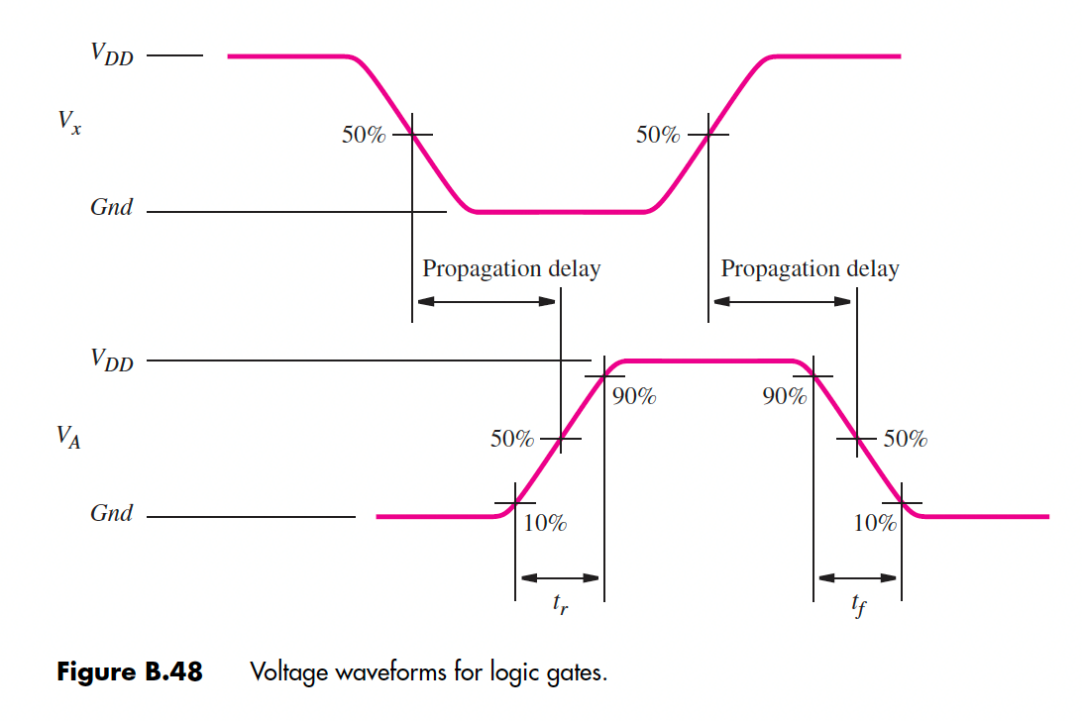 VDD
Vx
50%
50%
Gnd
Propagation delay
Propagation delay
VDD
90%
90%
VA
50%
50%
Gnd
10%
10%
tr
tf
Figure B.48 Voltage waveforms for logic gates.